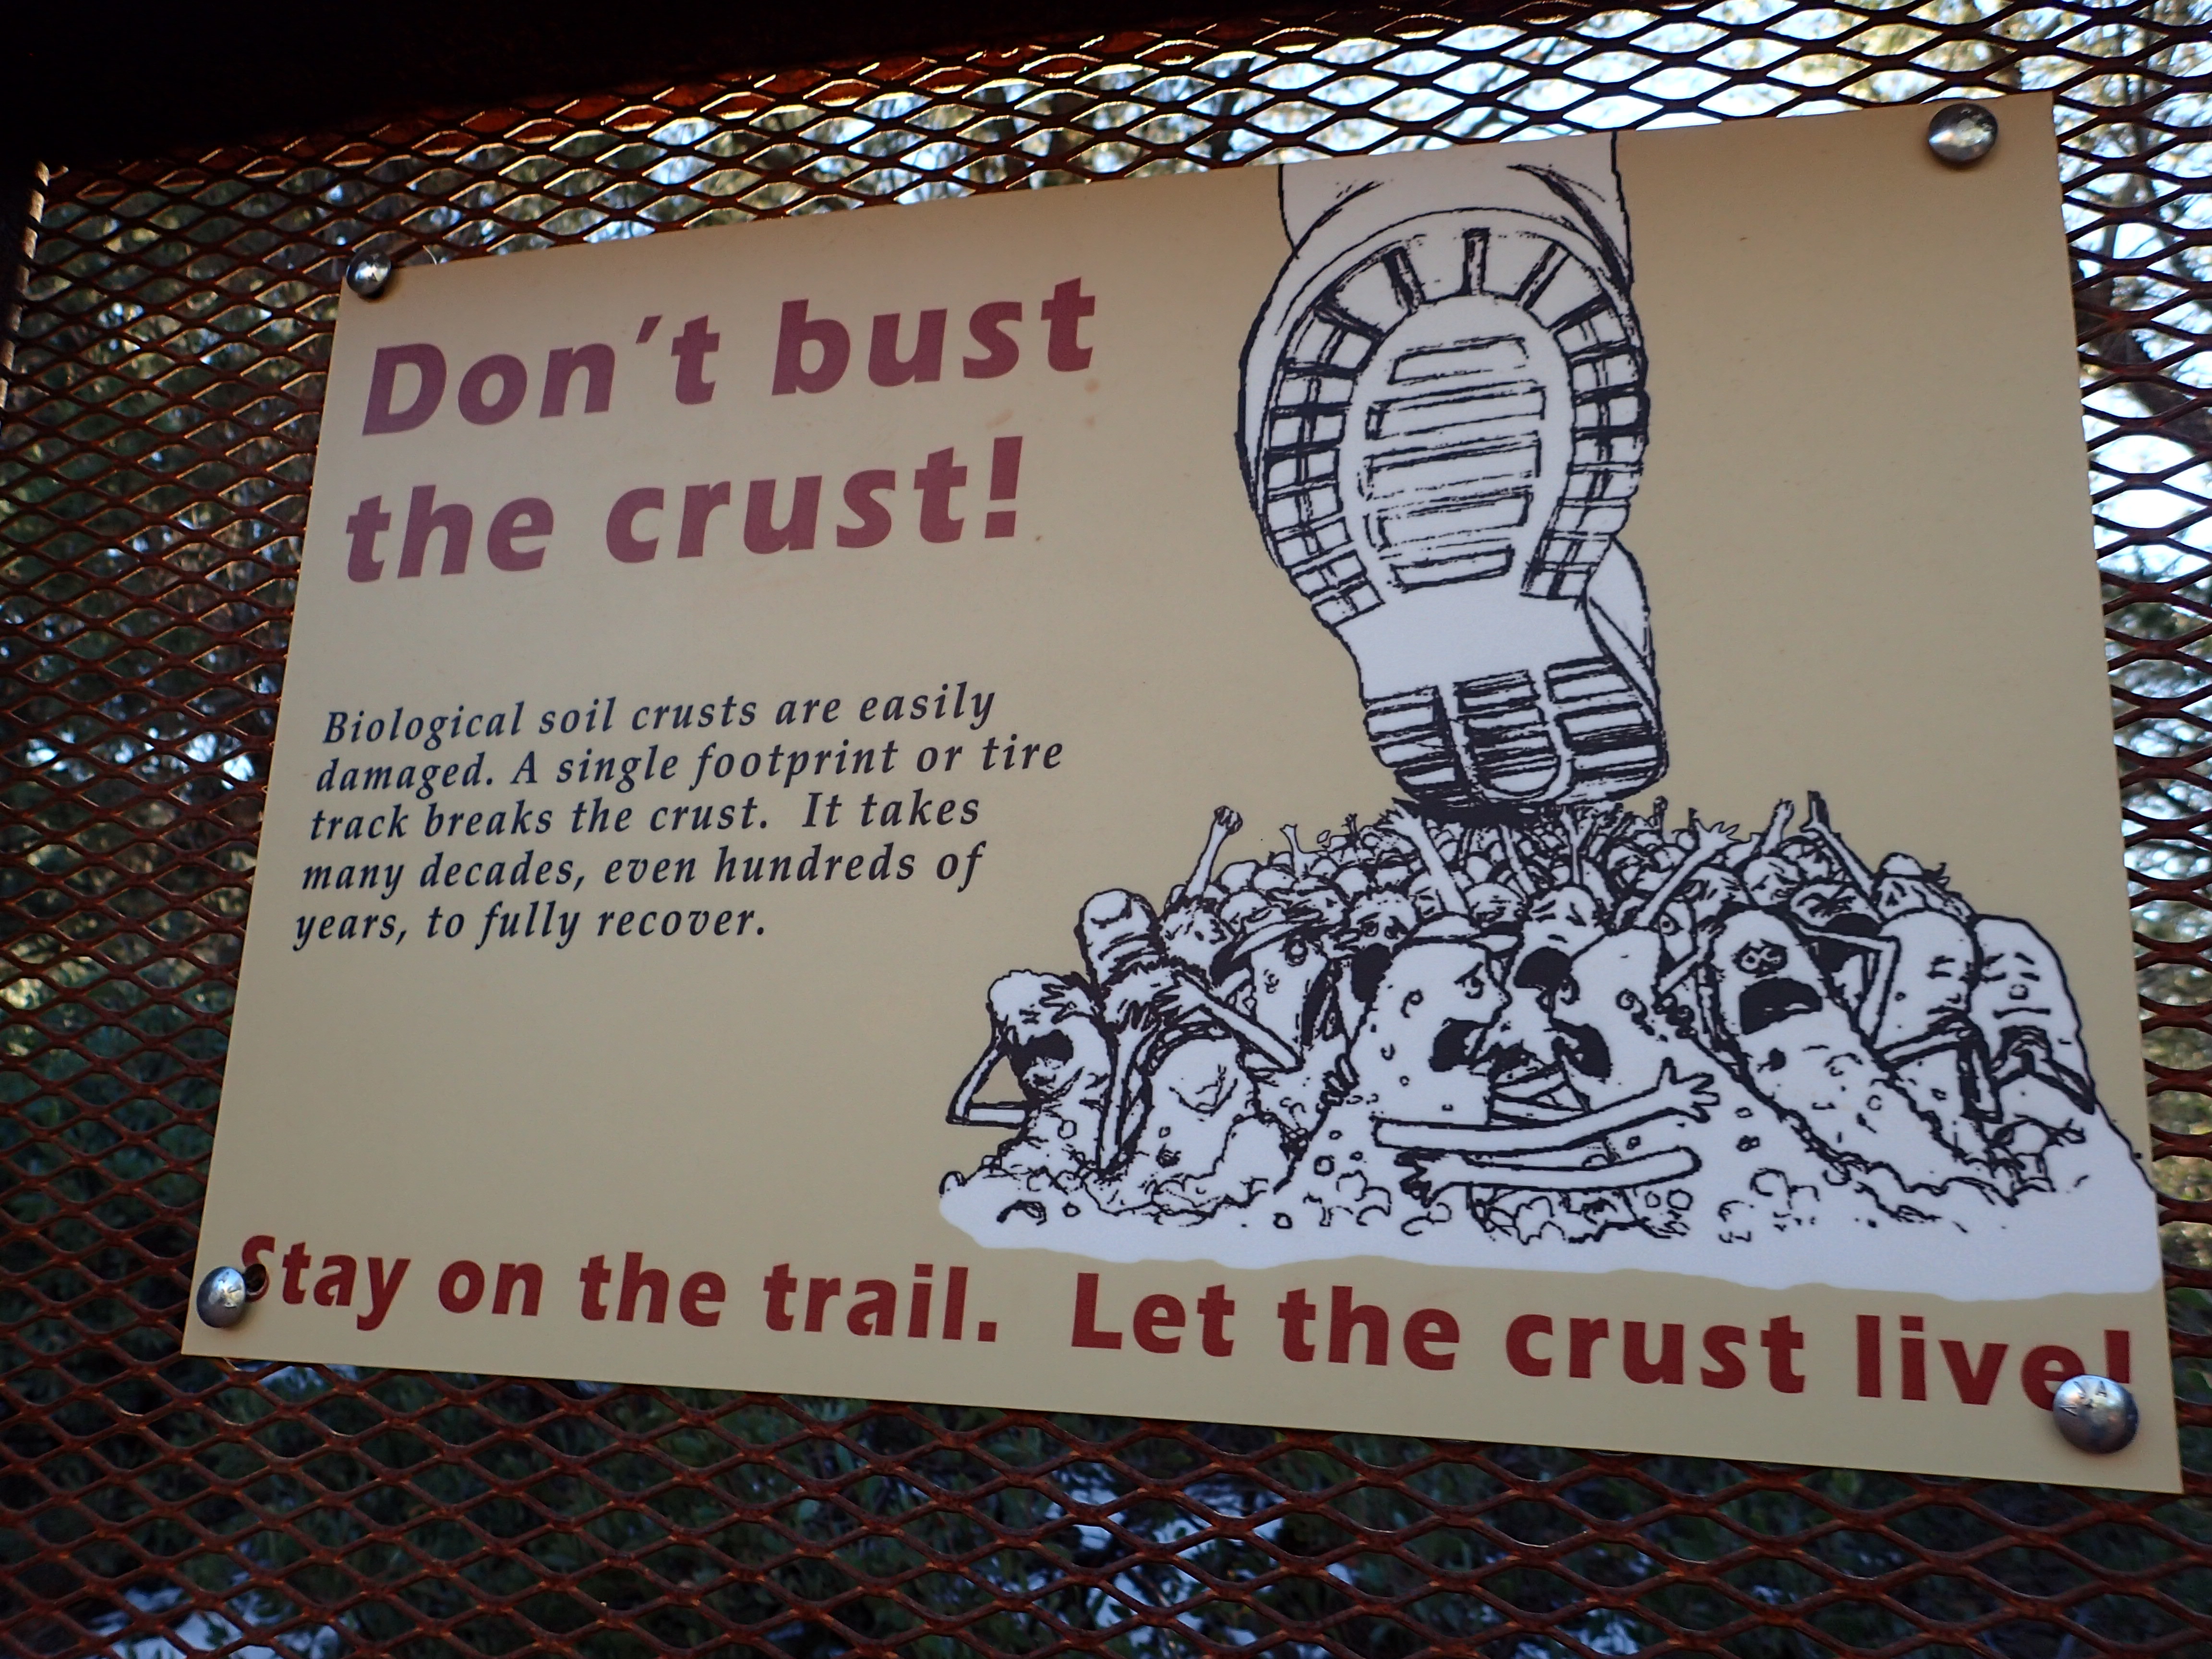 Don't bust
the crust!
Biological soil crusts are easily
damaged. A single footprint or tire
track breaks the crust. It takes
many decades, even hundreds of
years, to fully recover.
Stay on the trail. Let the crust live!